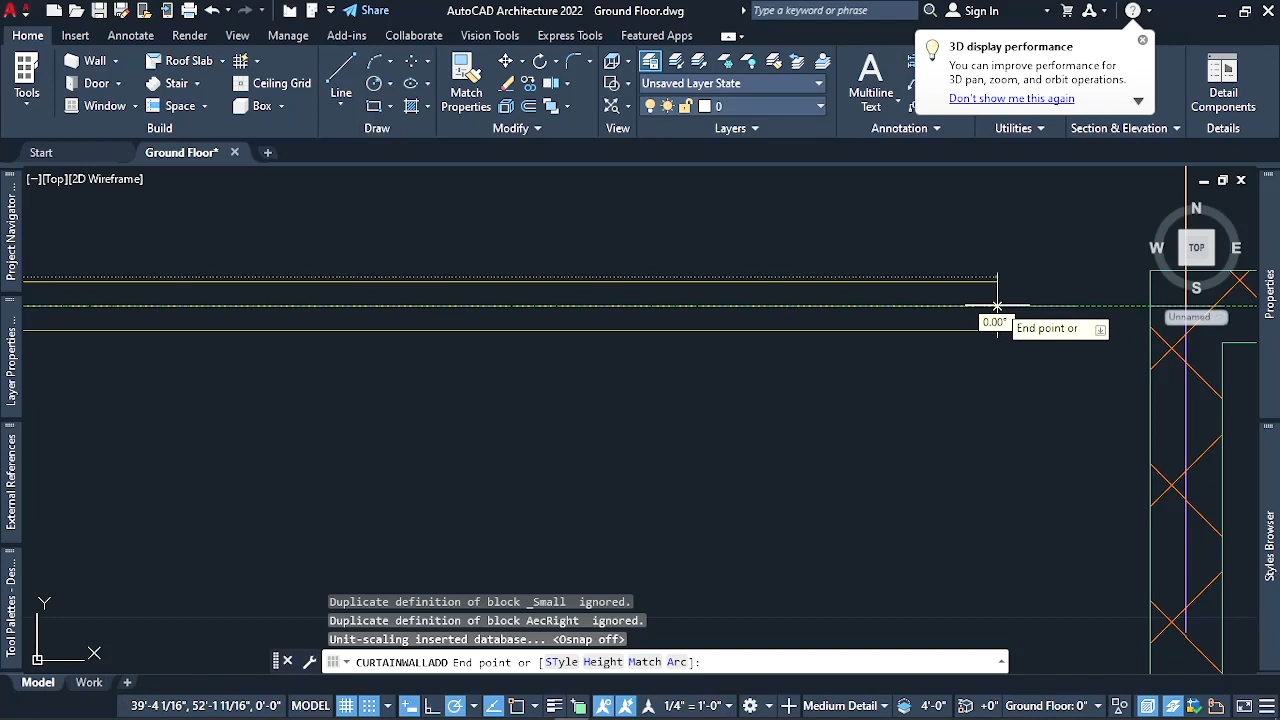 Share
AutoCAD Architecture 2022 Ground Floor.dwg
Type a keyword or phrase
Sign In
Home Insert Annotate Render View Manage Add-ins Collaborate Vision Tools Express Tools Featured Apps
3D display performance
You can improve performance for
3D pan, zoom, and orbit operations.
Don't show me this again
Tools
Wall
Door
Window
Roof Slab
Stair
Space
Ceiling Grid
Box
Line
Match
Properties
Unsaved Layer State
0
Multiline
Text
Detail
Components
Build
Draw
Modify
View
Layers
Annotation
Utilities
Section & Elevation
Details
Start
Ground Floor*
[−][Top][2D Wireframe]
N
W
TOP
E
S
Unnamed
Project Navigator ...
Layer Properties ...
External References
Tool Palettes - Des...
Properties
Styles Browser
0.00°
End point or
Y
X
Duplicate definition of block _Small ignored.
Duplicate definition of block AecRight ignored.
Unit-scaling inserted database... <Osnap off>
CURTAINWALLADD End point or [STyle Height Match Arc]:
Model
Work
39'-4 1/16", 52'-1 11/16", 0'-0"
MODEL
1/4" = 1'-0"
Medium Detail
4'-0"
+0"
Ground Floor: 0"